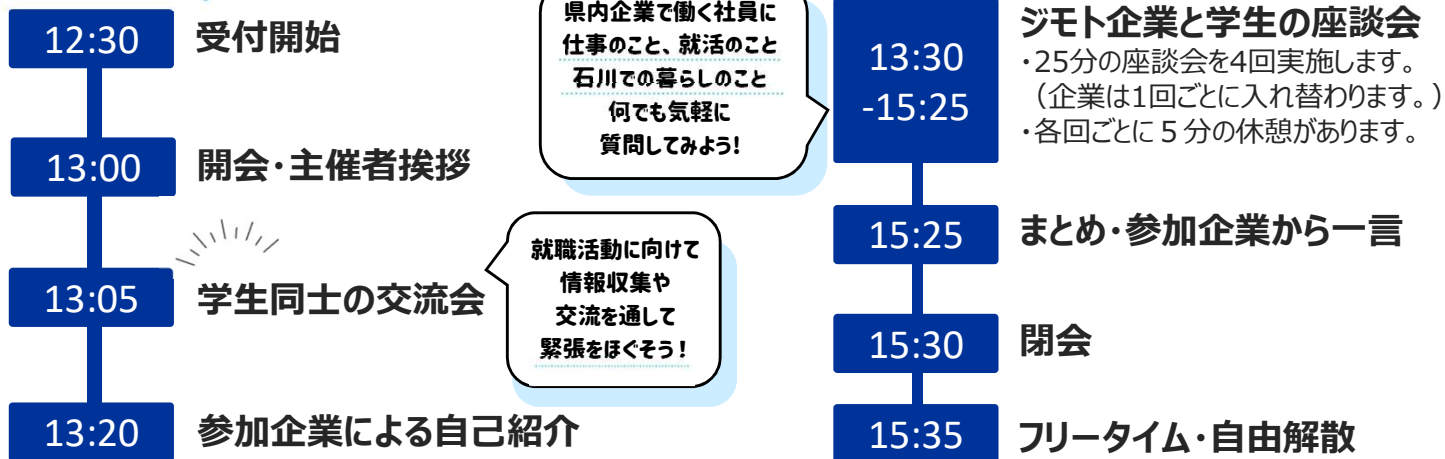 12:30 受付開始
13:00 開会・主催者挨拶
13:05 学生同士の交流会
就職活動に向けて
情報収集や
交流を通して
緊張をほぐそう!
13:20 参加企業による自己紹介
県内企業で働く社員に
仕事のこと、就活のこと
石川での暮らしのこと
何でも気軽に
質問してみよう!
13:30
-15:25
ジモト企業と学生の座談会
・25分の座談会を4回実施します。
（企業は1回ごとに入れ替わります。）
・各回ごとに５分の休憩があります。
15:25 まとめ・参加企業から一言
15:30 閉会
15:35 フリータイム・自由解散